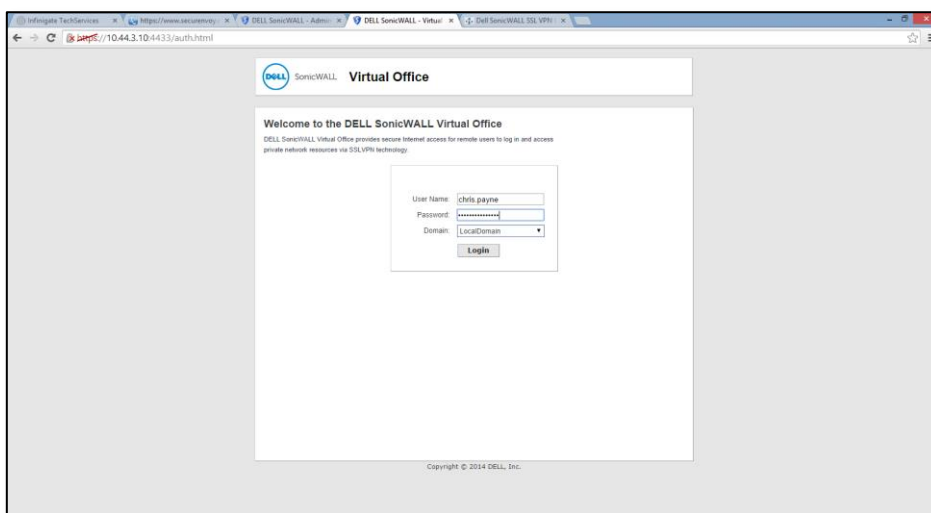 Infinigate TechServices
https://www.securenvoy
DELL SonicWALL - Admin
DELL SonicWALL - Virtual
Dell SonicWALL SSL VPN
https://10.44.3.10:4433/auth.html
DELL SonicWALL Virtual Office
Welcome to the DELL SonicWALL Virtual Office
DELL SonicWALL Virtual Office provides secure Internet access for remote users to log in and access
private network resources via SSLVPN technology
User Name: chris.payne
Password: ••••••••••••••
Domain: LocalDomain
Login
Copyright © 2014 DELL, Inc.